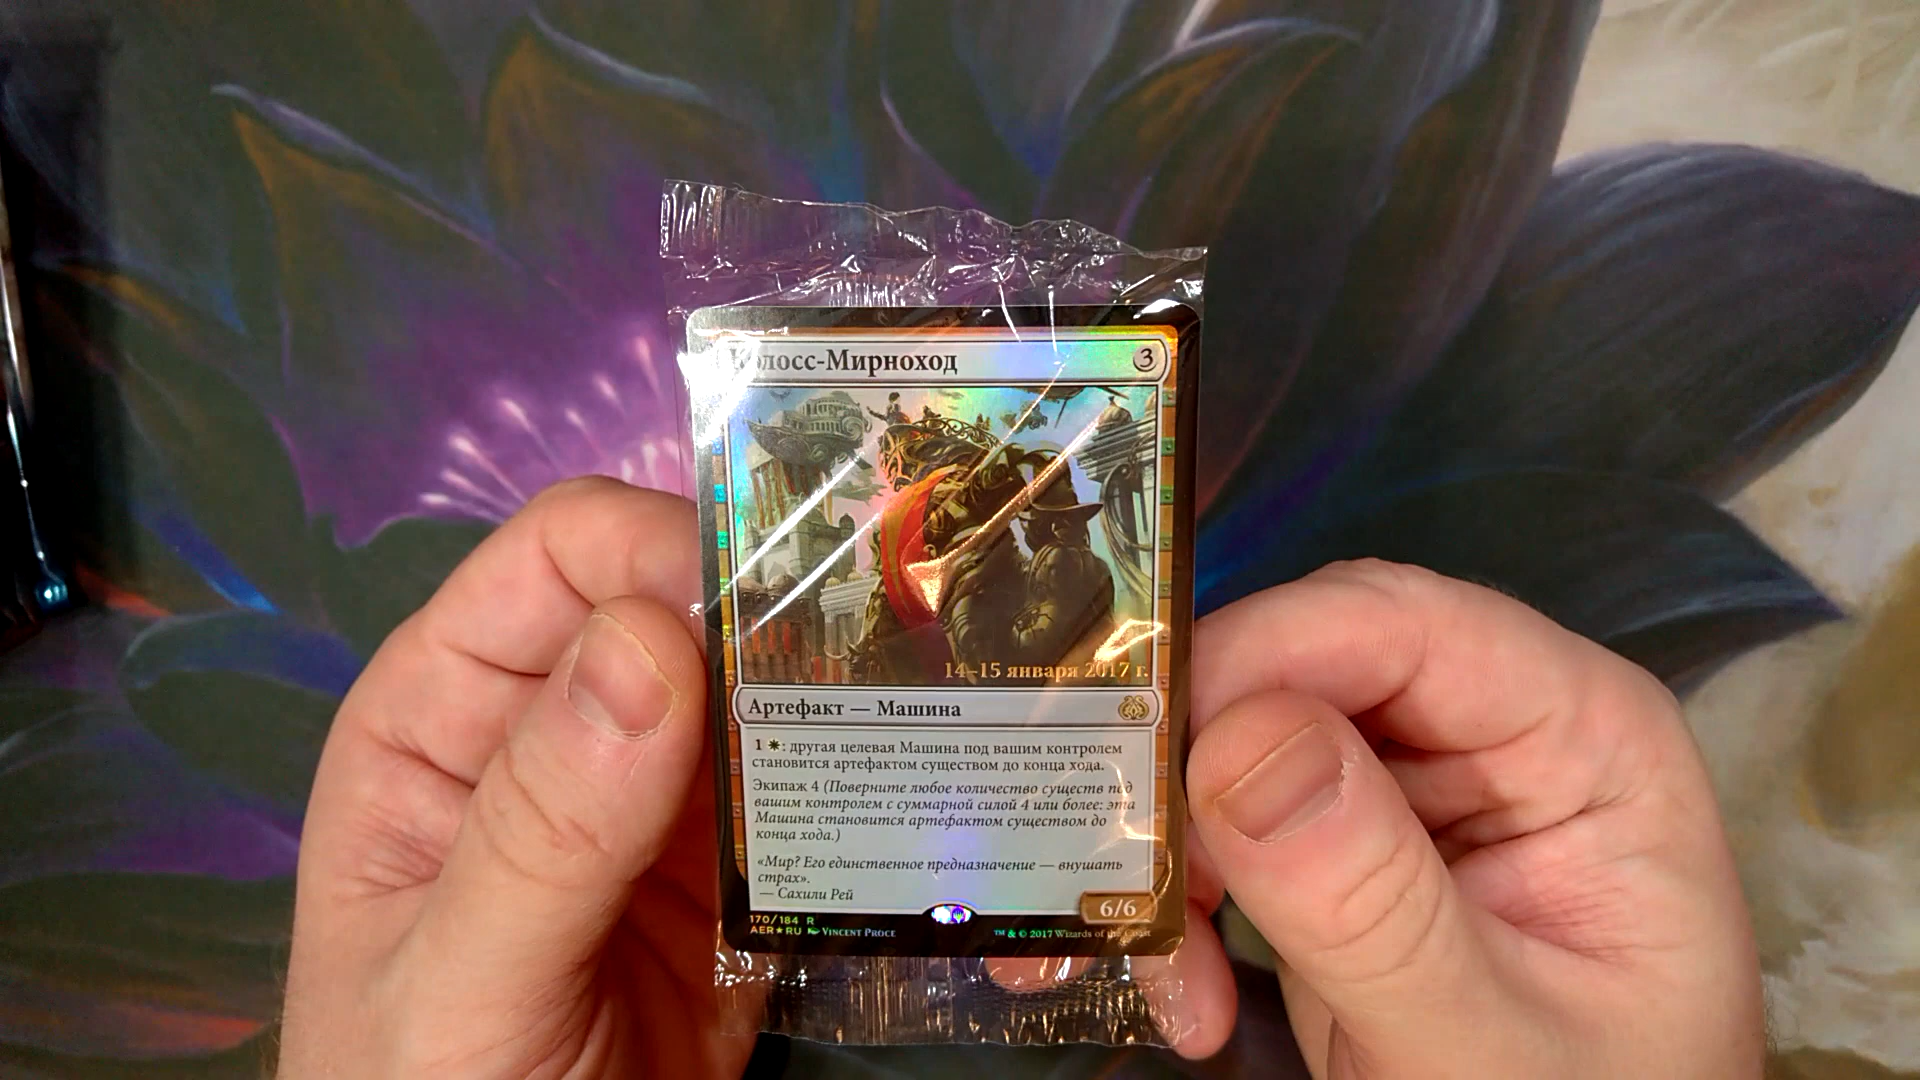 Колосс-Мирноход 3
14–15 января 2017 г.
Артефакт — Машина
1 : другая целевая Машина под вашим контролем
становится артефактом существом до конца хода.
Экипаж 4 (Поверните любое количество существ под
вашим контролем с суммарной силой 4 или более: эта
Машина становится артефактом существом до
конца хода.)
«Мир? Его единственное предназначение — внушать
страх».
— Сахили Рей
6/6
170/184 R
AER★RU VINCENT PROCE
™ & © 2017 Wizards of the Coast